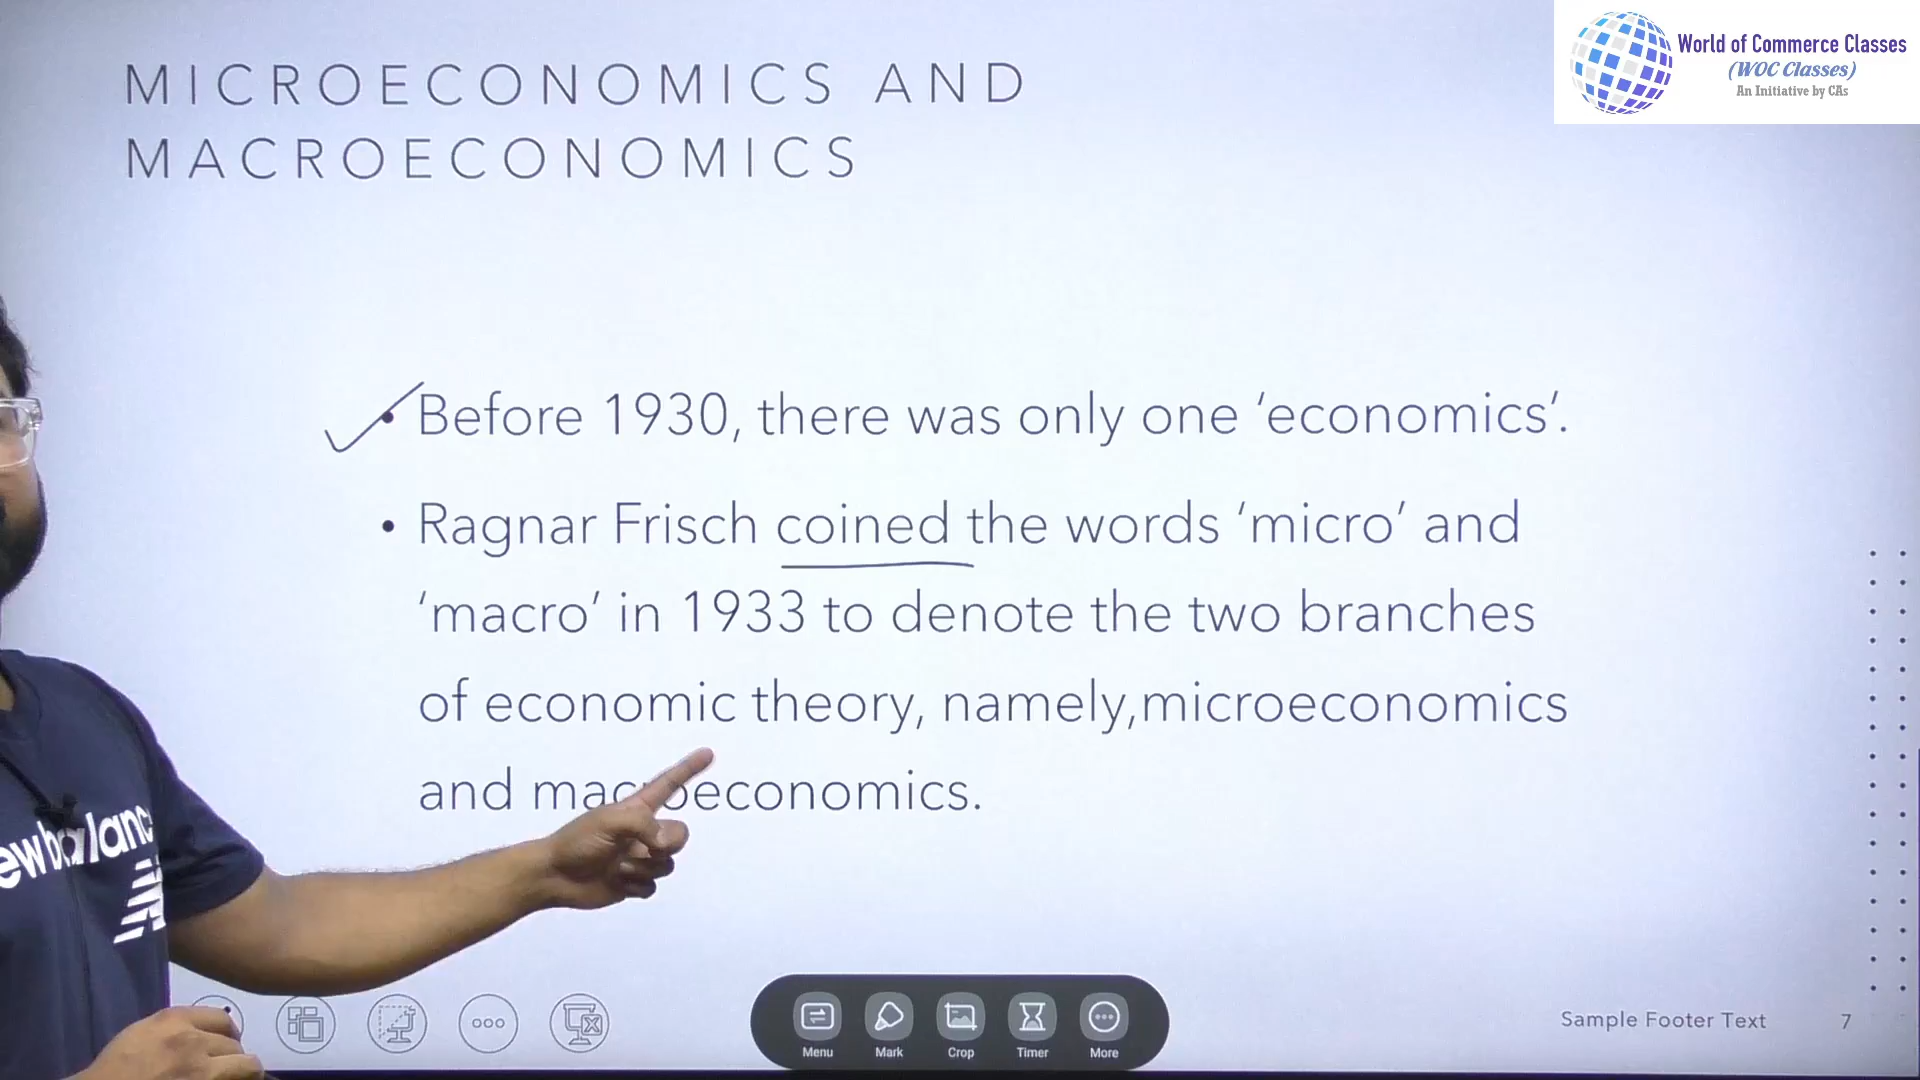 World of Commerce Classes
(WOC Classes)
An Initiative by CAs
MICROECONOMICS AND
MACROECONOMICS
• Before 1930, there was only one ‘economics’.
• Ragnar Frisch coined the words ‘micro’ and
‘macro’ in 1933 to denote the two branches
of economic theory, namely,microeconomics
and economics.
Menu Mark Crop Timer More
Sample Footer Text 7